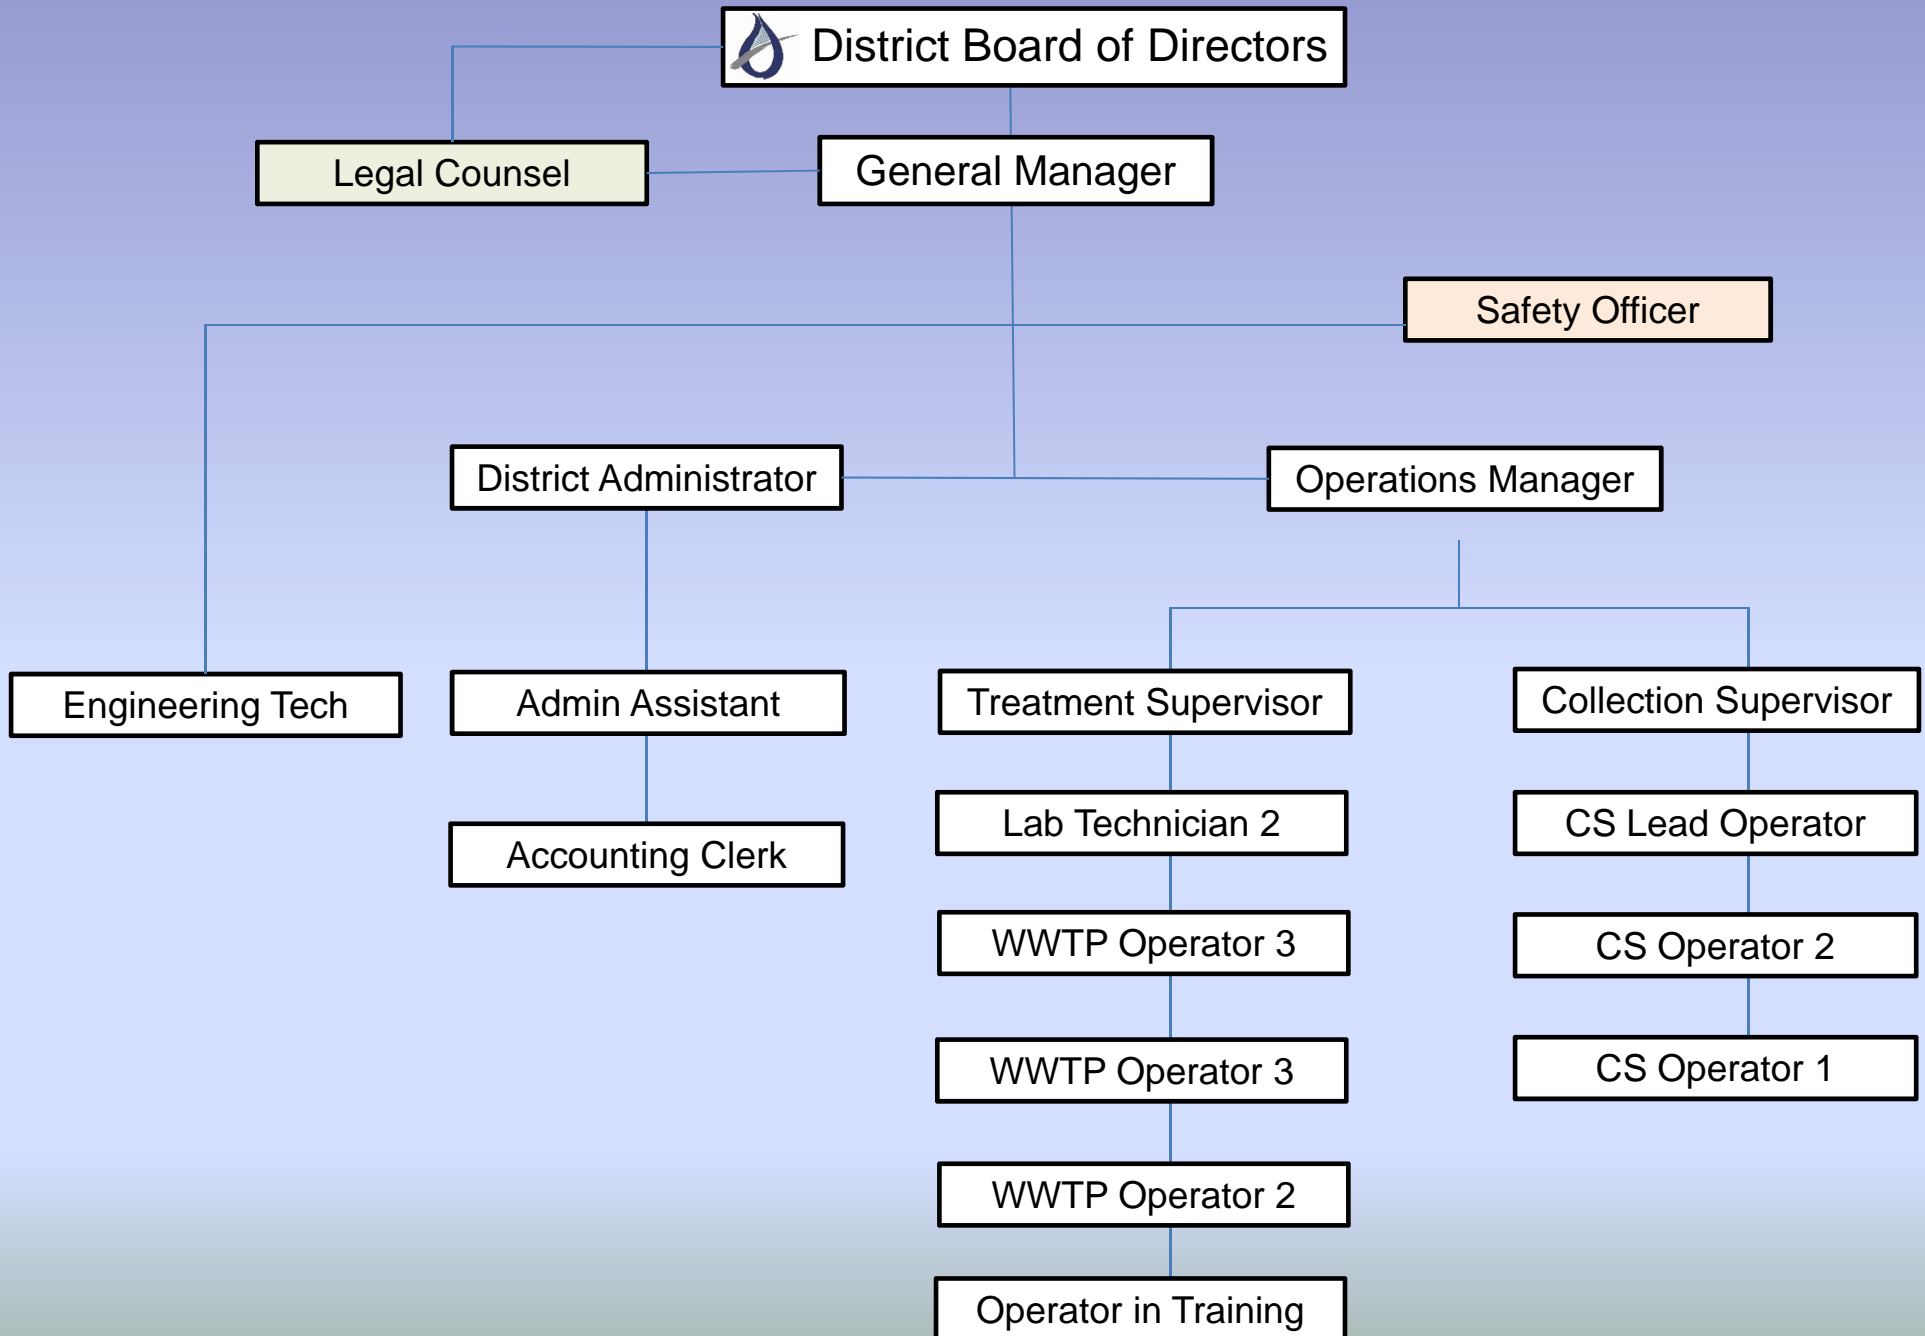 District Board of Directors
Legal Counsel
General Manager
Safety Officer
District Administrator
Operations Manager
Engineering Tech
Admin Assistant
Treatment Supervisor
Collection Supervisor
Lab Technician 2
CS Lead Operator
Accounting Clerk
WWTP Operator 3
CS Operator 2
WWTP Operator 3
CS Operator 1
WWTP Operator 2
Operator in Training